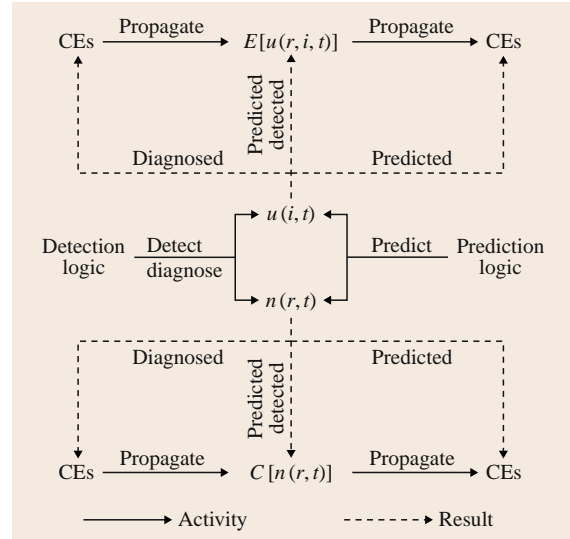 CEs Propagate E[u(r, i, t)] Propagate CEs
Predicted
detected
Diagnosed Predicted
u(i, t)
Detection
logic
Detect
diagnose
Predict
Prediction
logic
n(r, t)
Diagnosed Predicted
Predicted
detected
CEs Propagate C[n(r, t)] Propagate CEs
Activity Result